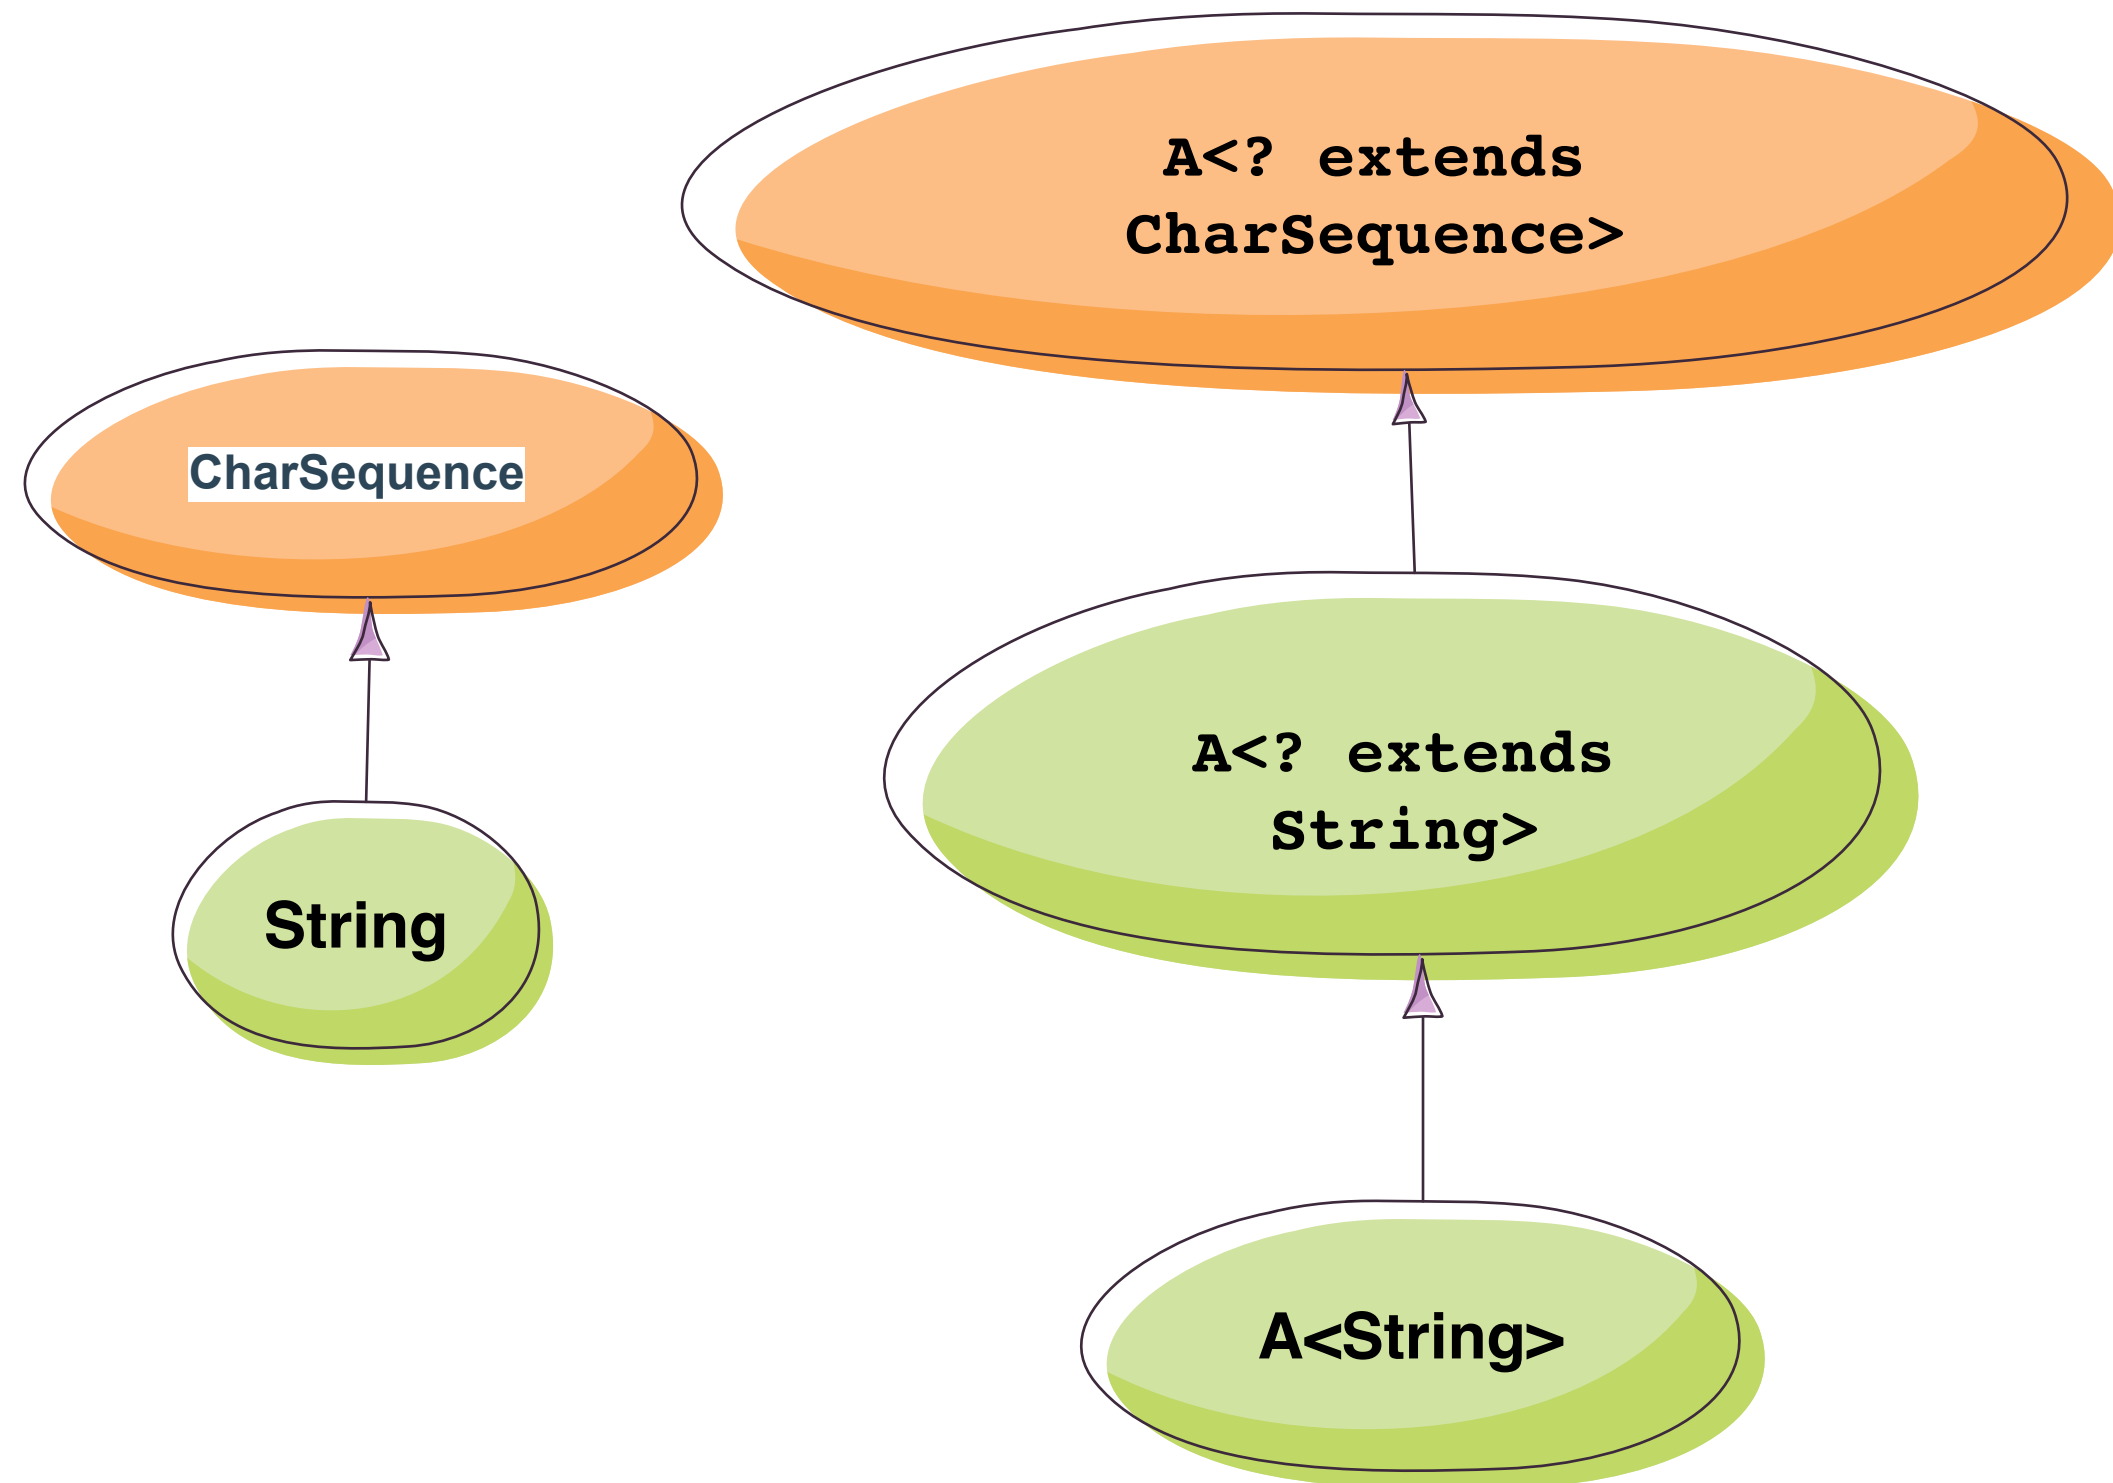 A<? extends
CharSequence>
CharSequence
A<? extends
String>
String
A<String>